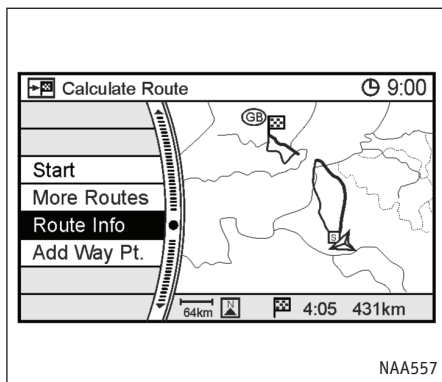 Calculate Route 9:00
GB
Start
More Routes
Route Info
Add Way Pt.
S
64km N 4:05 431km
NAA557